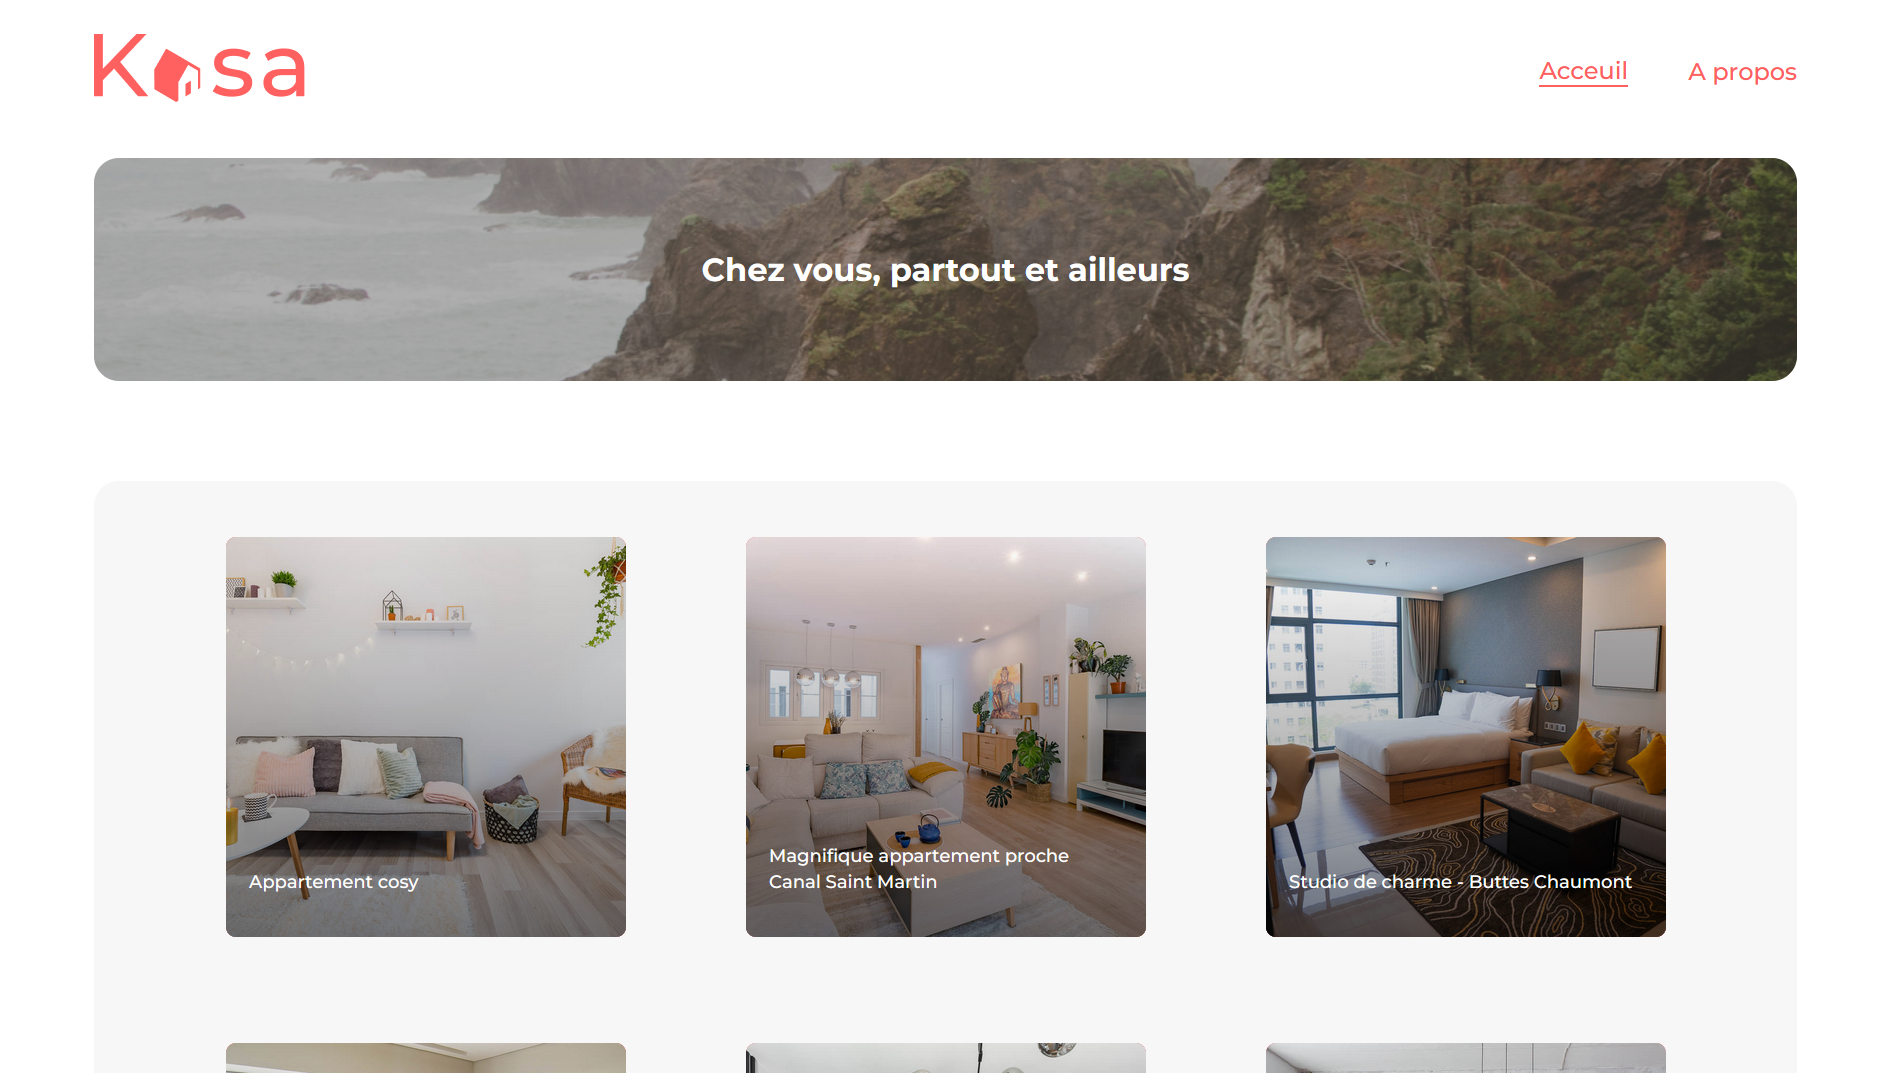 Kasa
Acceuil
A propos
Chez vous, partout et ailleurs
Appartement cosy
Magnifique appartement proche
Canal Saint Martin
Studio de charme - Buttes Chaumont